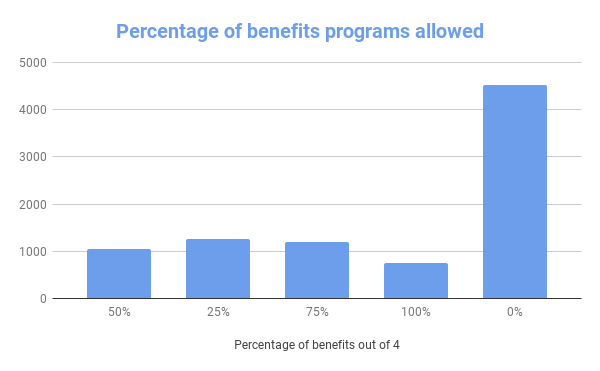 Percentage of benefits programs allowed
5000
4000
3000
2000
1000
0
50% 25% 75% 100% 0%
Percentage of benefits out of 4